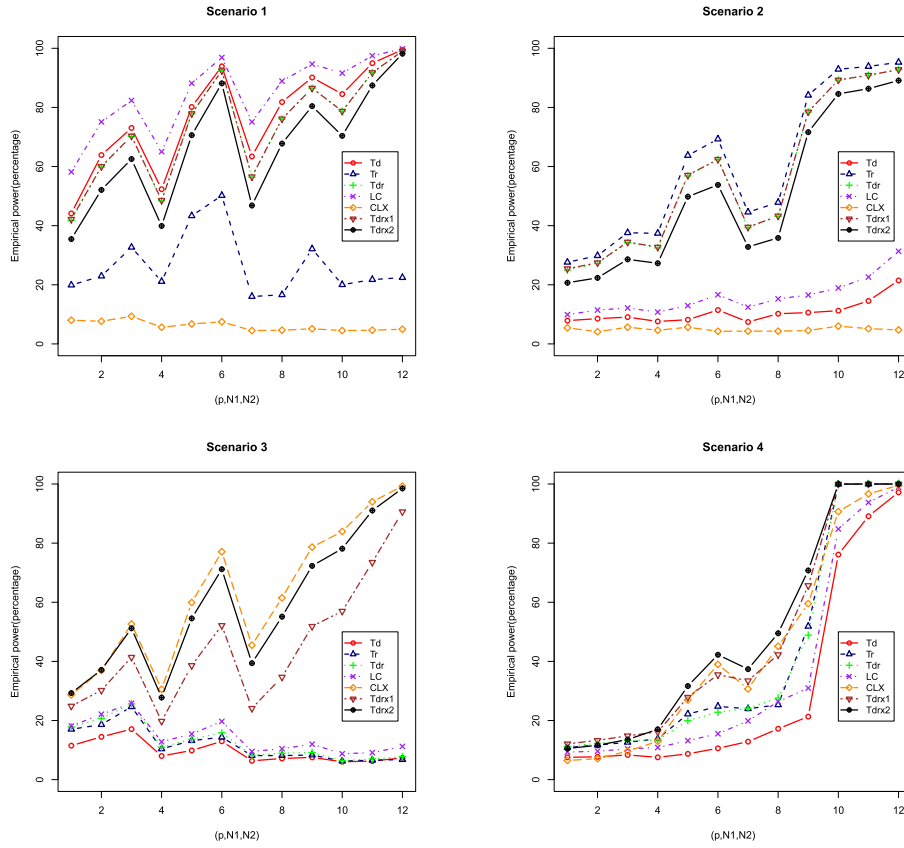 Scenario 1
Empirical power(percentage)
100
80
60
40
20
0
Td
Tr
Tdr
LC
CLX
Tdrx1
Tdrx2
2 4 6 8 10 12
(p,N1,N2)
Scenario 2
Empirical power(percentage)
100
80
60
40
20
0
Td
Tr
Tdr
LC
CLX
Tdrx1
Tdrx2
2 4 6 8 10 12
(p,N1,N2)
Scenario 3
Empirical power(percentage)
100
80
60
40
20
0
Td
Tr
Tdr
LC
CLX
Tdrx1
Tdrx2
2 4 6 8 10 12
(p,N1,N2)
Scenario 4
Empirical power(percentage)
100
80
60
40
20
0
Td
Tr
Tdr
LC
CLX
Tdrx1
Tdrx2
2 4 6 8 10 12
(p,N1,N2)